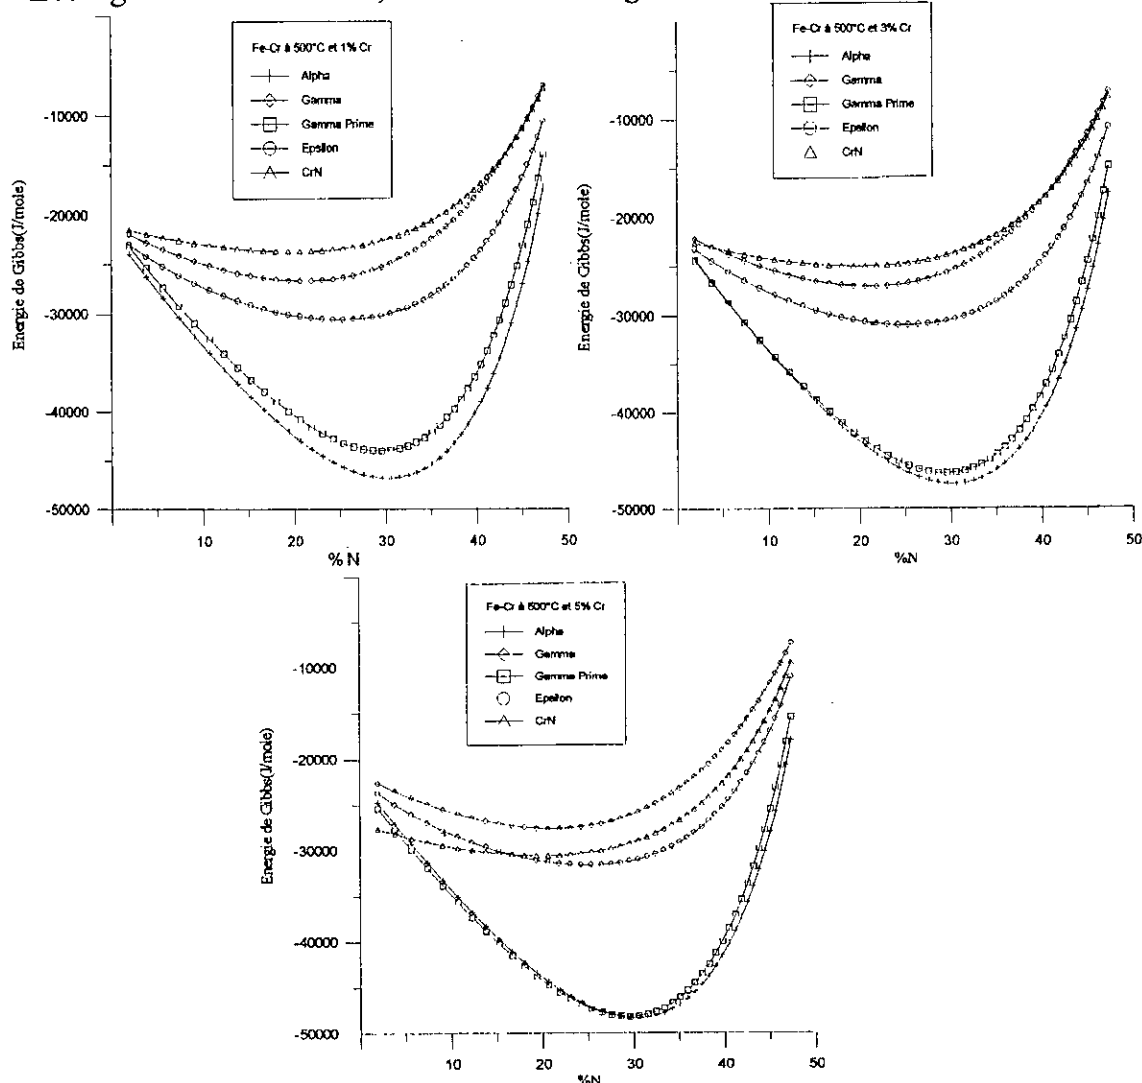 Fe-Cr à 500°C et 1% Cr
Alpha
Gamma
Gamma Prime
Epsilon
CrN
-10000
-20000
-30000
-40000
-50000
Energie de Gibbs(J/mole)
10
20
30
40
50
% N
Fe-Cr à 500°C et 3% Cr
Alpha
Gamma
Gamma Prime
Epsilon
CrN
-10000
-20000
-30000
-40000
-50000
Energie de Gibbs(J/mole)
10
20
30
40
50
%N
Fe-Cr à 500°C et 5% Cr
Alpha
Gamma
Gamma Prime
Epsilon
CrN
-10000
-20000
-30000
-40000
-50000
Energie de Gibbs(J/mole)
10
20
30
40
50
%N